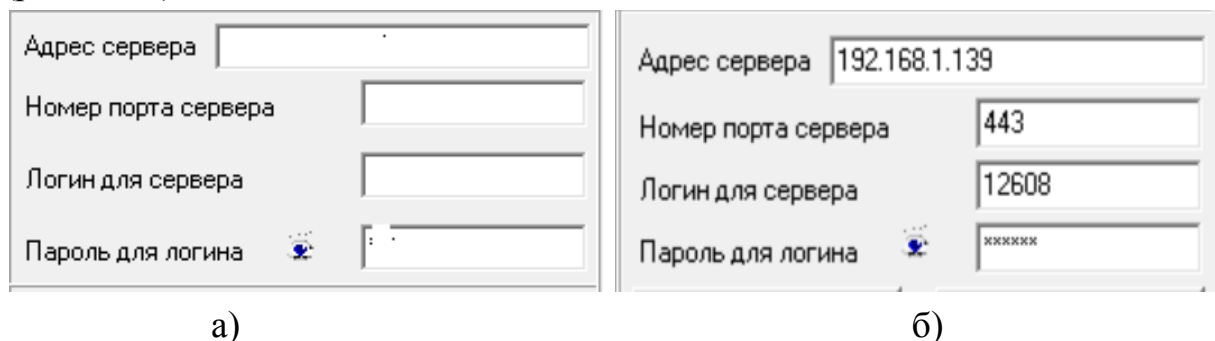 Адрес сервера
Номер порта сервера
Логин для сервера
Пароль для логина
Адрес сервера 192.168.1.139
Номер порта сервера 443
Логин для сервера 12608
Пароль для логина ××××××
а) б)